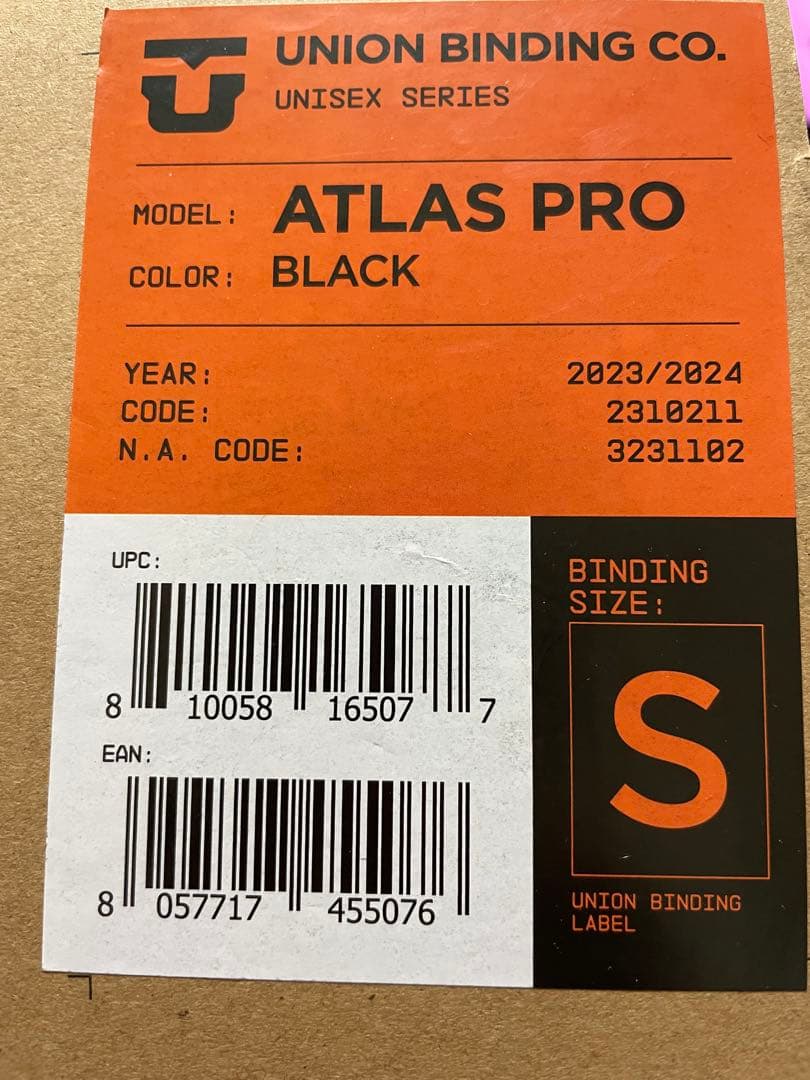 UNION BINDING CO.
UNISEX SERIES
MODEL: ATLAS PRO
COLOR: BLACK
YEAR: 2023/2024
CODE: 2310211
N.A. CODE: 3231102
UPC:
8 10058 16507 7
EAN:
8 057717 455076
BINDING
SIZE:
S
UNION BINDING
LABEL